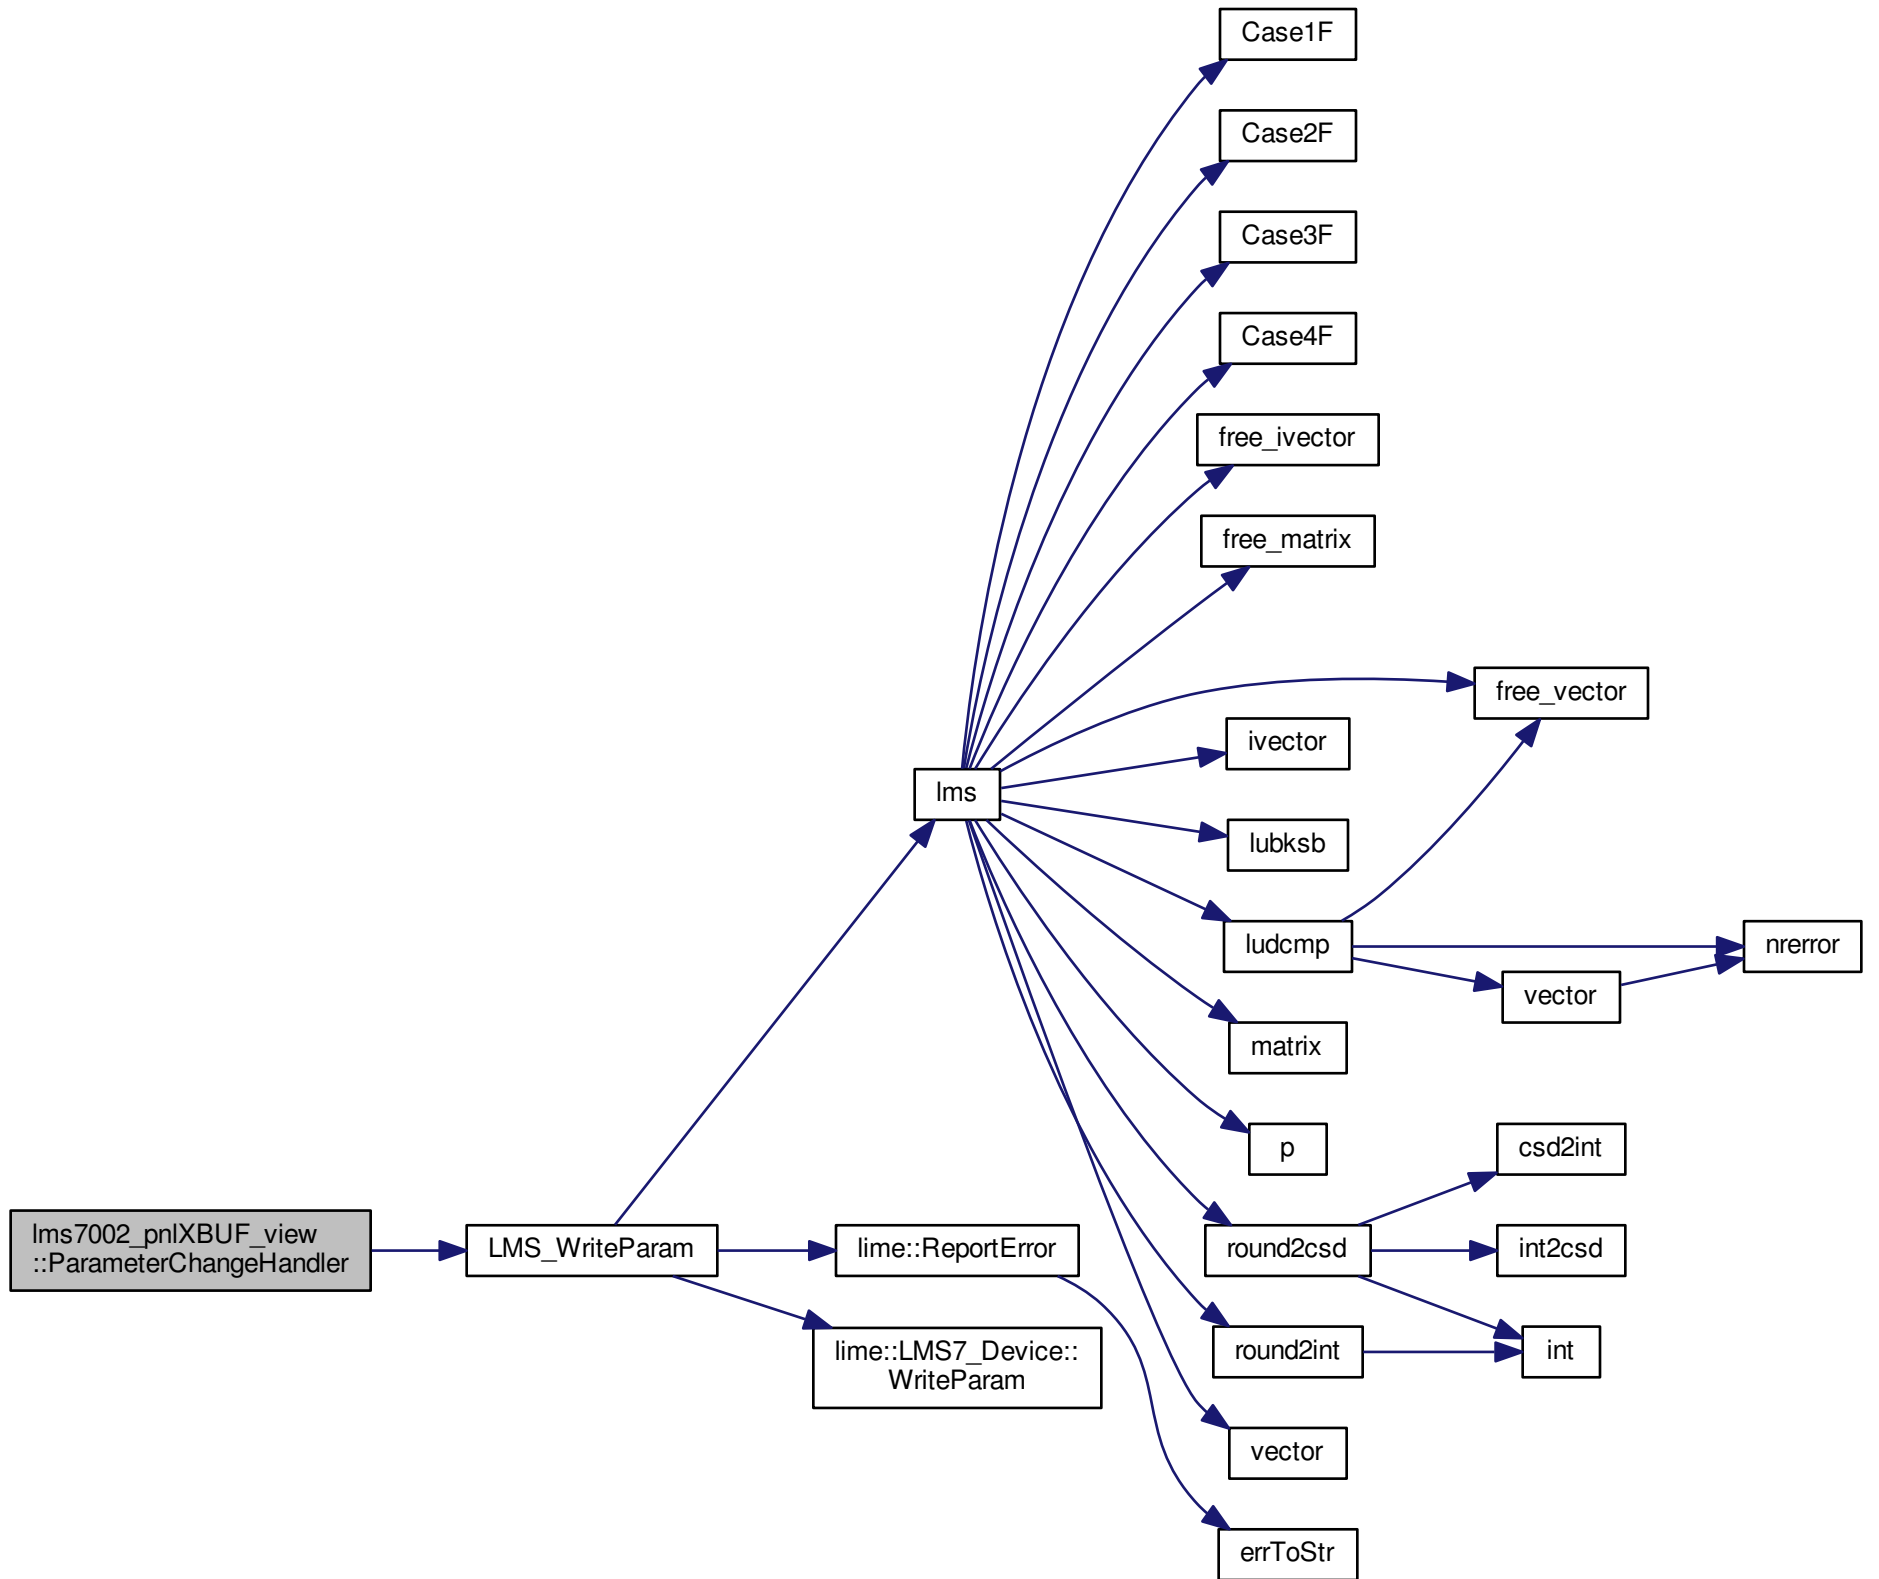 Case1F
Case2F
Case3F
Case4F
free_ivector
free_matrix
free_vector
ivector
lms
lubksb
ludcmp
nrerror
vector
matrix
p
csd2int
lms7002_pnlXBUF_view
::ParameterChangeHandler
LMS_WriteParam
lime::ReportError
round2csd
int2csd
lime::LMS7_Device::
WriteParam
round2int
int
vector
errToStr